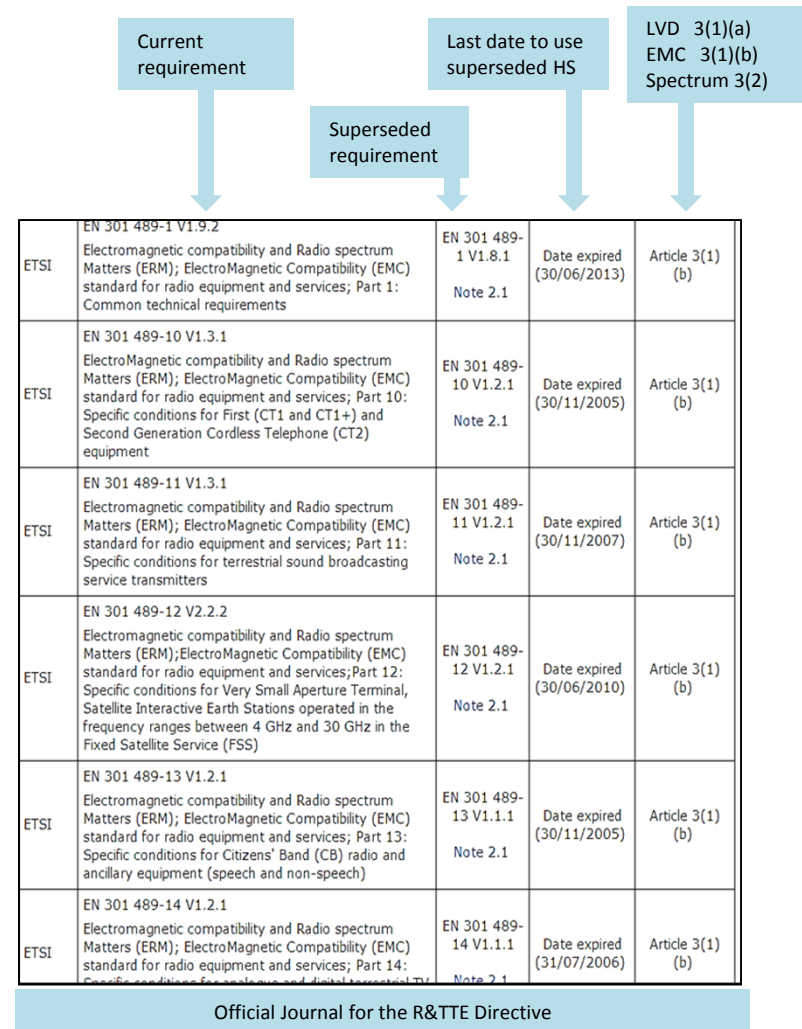 Current
requirement
Last date to use
superseded HS
LVD 3(1)(a)
EMC 3(1)(b)
Spectrum 3(2)
Superseded
requirement
ETSI
EN 301 489-1 V1.9.2
Electromagnetic compatibility and Radio spectrum
Matters (ERM); ElectroMagnetic Compatibility (EMC)
standard for radio equipment and services; Part 1:
Common technical requirements
EN 301 489-
1 V1.8.1
Note 2.1
Date expired
(30/06/2013)
Article 3(1)
(b)
ETSI
EN 301 489-10 V1.3.1
ElectroMagnetic compatibility and Radio spectrum
Matters (ERM); ElectroMagnetic Compatibility (EMC)
standard for radio equipment and services; Part 10:
Specific conditions for First (CT1 and CT1+) and
Second Generation Cordless Telephone (CT2)
equipment
EN 301 489-
10 V1.2.1
Note 2.1
Date expired
(30/11/2005)
Article 3(1)
(b)
ETSI
EN 301 489-11 V1.3.1
Electromagnetic compatibility and Radio spectrum
Matters (ERM); ElectroMagnetic Compatibility (EMC)
standard for radio equipment and services; Part 11:
Specific conditions for terrestrial sound broadcasting
service transmitters
EN 301 489-
11 V1.2.1
Note 2.1
Date expired
(30/11/2007)
Article 3(1)
(b)
ETSI
EN 301 489-12 V2.2.2
Electromagnetic compatibility and Radio spectrum
Matters (ERM);ElectroMagnetic Compatibility (EMC)
standard for radio equipment and services;Part 12:
Specific conditions for Very Small Aperture Terminal,
Satellite Interactive Earth Stations operated in the
frequency ranges between 4 GHz and 30 GHz in the
Fixed Satellite Service (FSS)
EN 301 489-
12 V1.2.1
Note 2.1
Date expired
(30/06/2010)
Article 3(1)
(b)
ETSI
EN 301 489-13 V1.2.1
Electromagnetic compatibility and Radio spectrum
Matters (ERM); ElectroMagnetic Compatibility (EMC)
standard for radio equipment and services; Part 13:
Specific conditions for Citizens' Band (CB) radio and
ancillary equipment (speech and non-speech)
EN 301 489-
13 V1.1.1
Note 2.1
Date expired
(30/11/2005)
Article 3(1)
(b)
ETSI
EN 301 489-14 V1.2.1
Electromagnetic compatibility and Radio spectrum
Matters (ERM); ElectroMagnetic Compatibility (EMC)
standard for radio equipment and services; Part 14:
Specific conditions for analogue and digital terrestrial TV
EN 301 489-
14 V1.1.1
Note 2.1
Date expired
(31/07/2006)
Article 3(1)
(b)
Official Journal for the R&TTE Directive